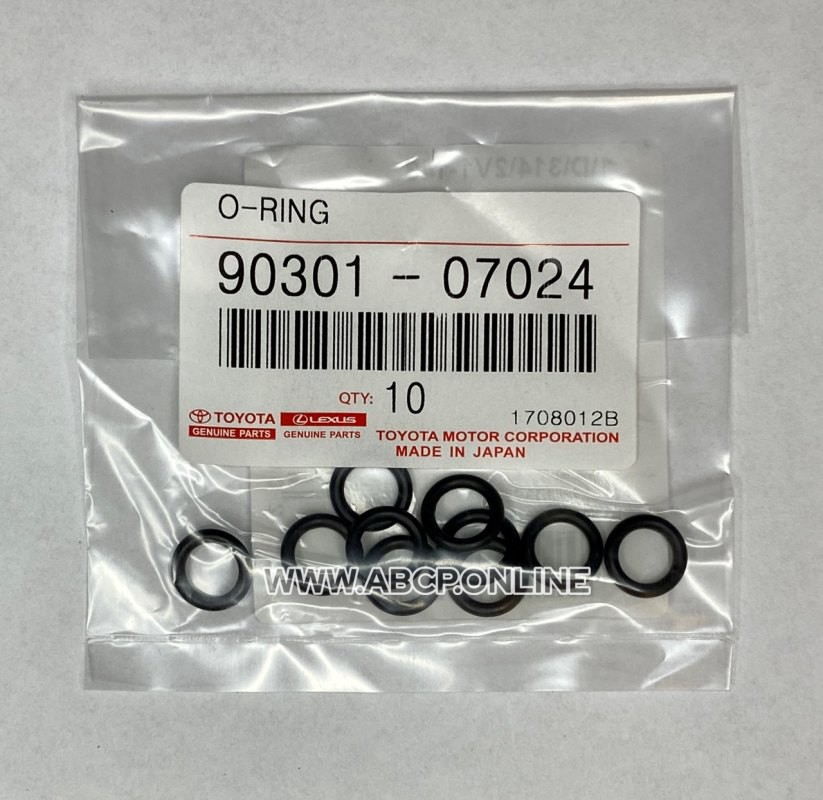 O-RING
90301-07024
QTY: 10
1708012B
TOYOTA
GENUINE PARTS
LEXUS
GENUINE PARTS
TOYOTA MOTOR CORPORATION
MADE IN JAPAN
WWW.ABCP.ONLINE